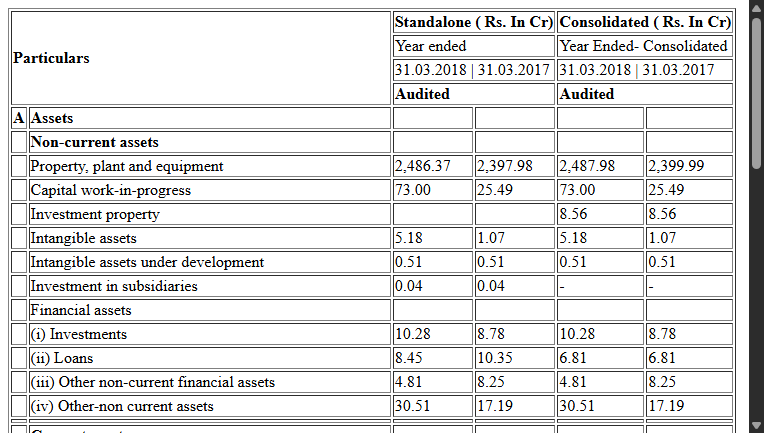 Particulars Standalone ( Rs. In Cr) Consolidated ( Rs. In Cr)
Year ended Year Ended- Consolidated
31.03.2018 | 31.03.2017 31.03.2018 | 31.03.2017
Audited Audited
A Assets
Non-current assets
Property, plant and equipment 2,486.37 2,397.98 2,487.98 2,399.99
Capital work-in-progress 73.00 25.49 73.00 25.49
Investment property 8.56 8.56
Intangible assets 5.18 1.07 5.18 1.07
Intangible assets under development 0.51 0.51 0.51 0.51
Investment in subsidiaries 0.04 0.04 - -
Financial assets
(i) Investments 10.28 8.78 10.28 8.78
(ii) Loans 8.45 10.35 6.81 6.81
(iii) Other non-current financial assets 4.81 8.25 4.81 8.25
(iv) Other-non current assets 30.51 17.19 30.51 17.19